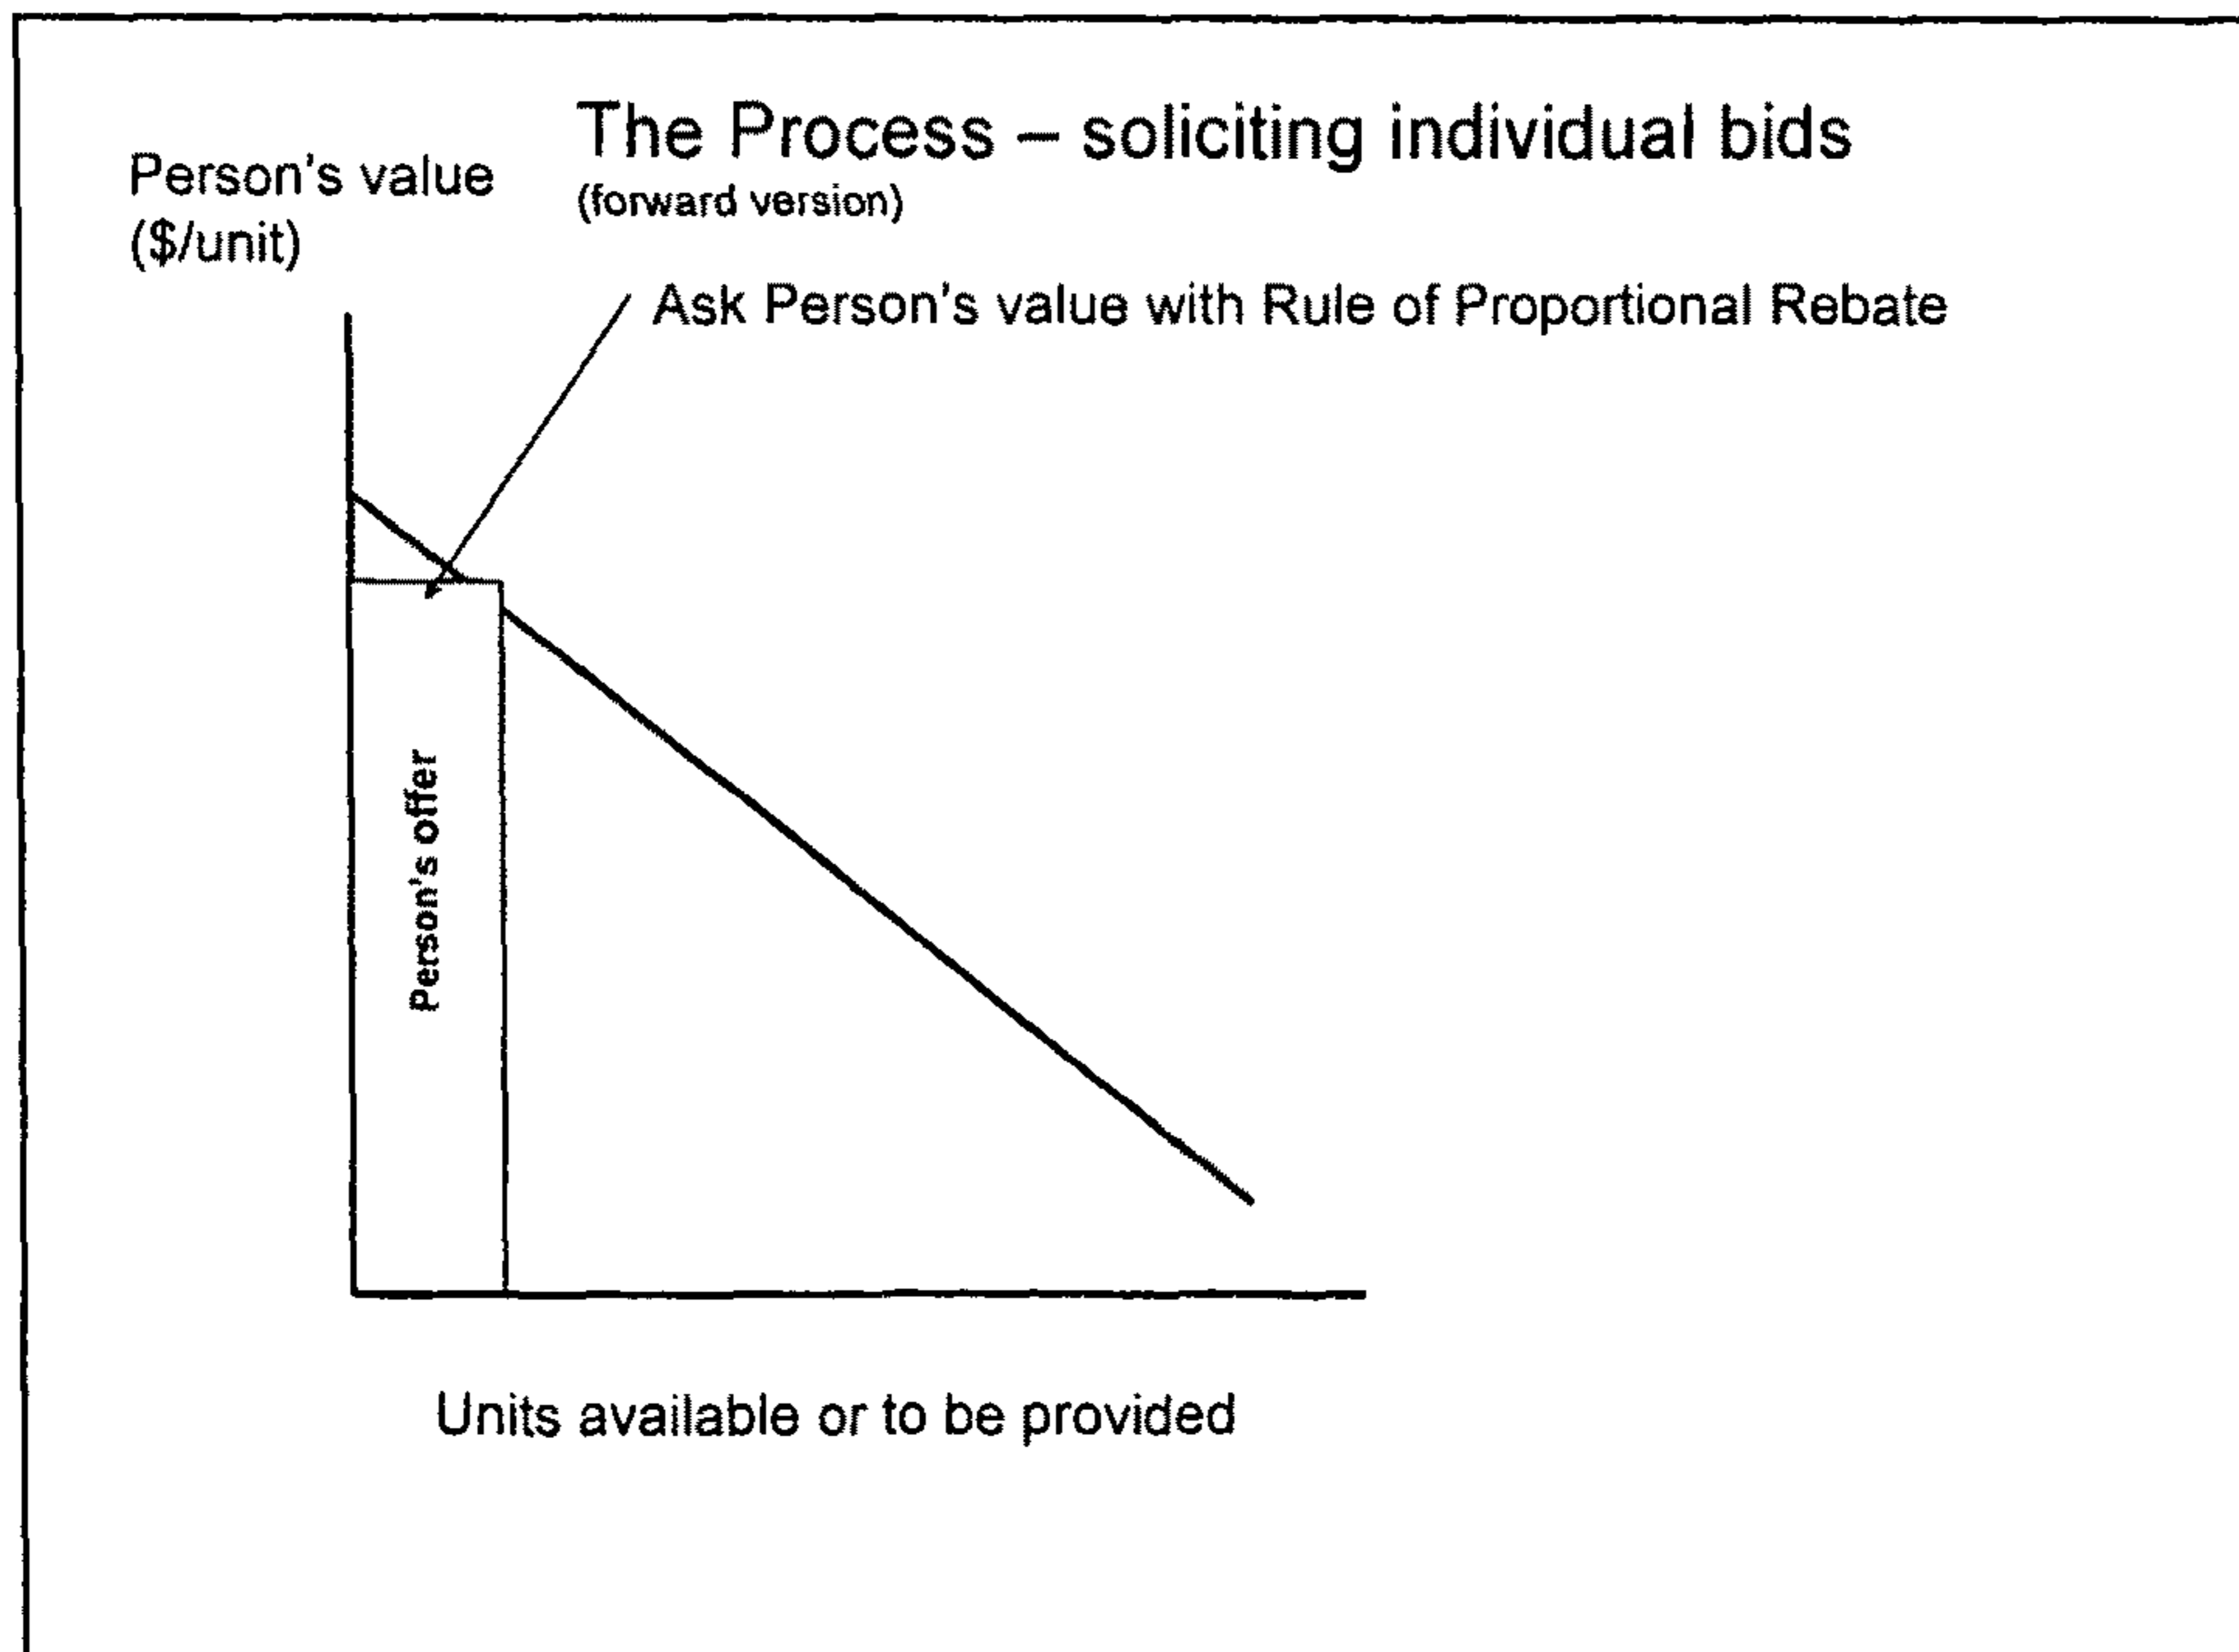 The Process – soliciting individual bids
(forward version)
Person's value
($/unit)
Ask Person's value with Rule of Proportional Rebate
Person's offer
Units available or to be provided